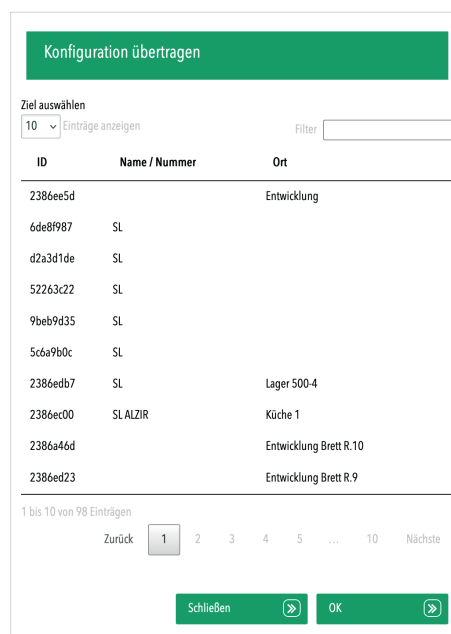 Konfiguration übertragen
Ziel auswählen
10 Einträge anzeigen Filter
ID Name / Nummer Ort
2386ee5d Entwicklung
6de8f987 SL
d2a3d1de SL
52263c22 SL
9beb9d35 SL
5c6a9b0c SL
2386edb7 SL Lager 500-4
2386ec00 SL ALZIR Küche 1
2386a46d Entwicklung Brett R.10
2386ed23 Entwicklung Brett R.9
1 bis 10 von 98 Einträgen
Zurück 1 2 3 4 5 ... 10 Nächste
Schließen OK